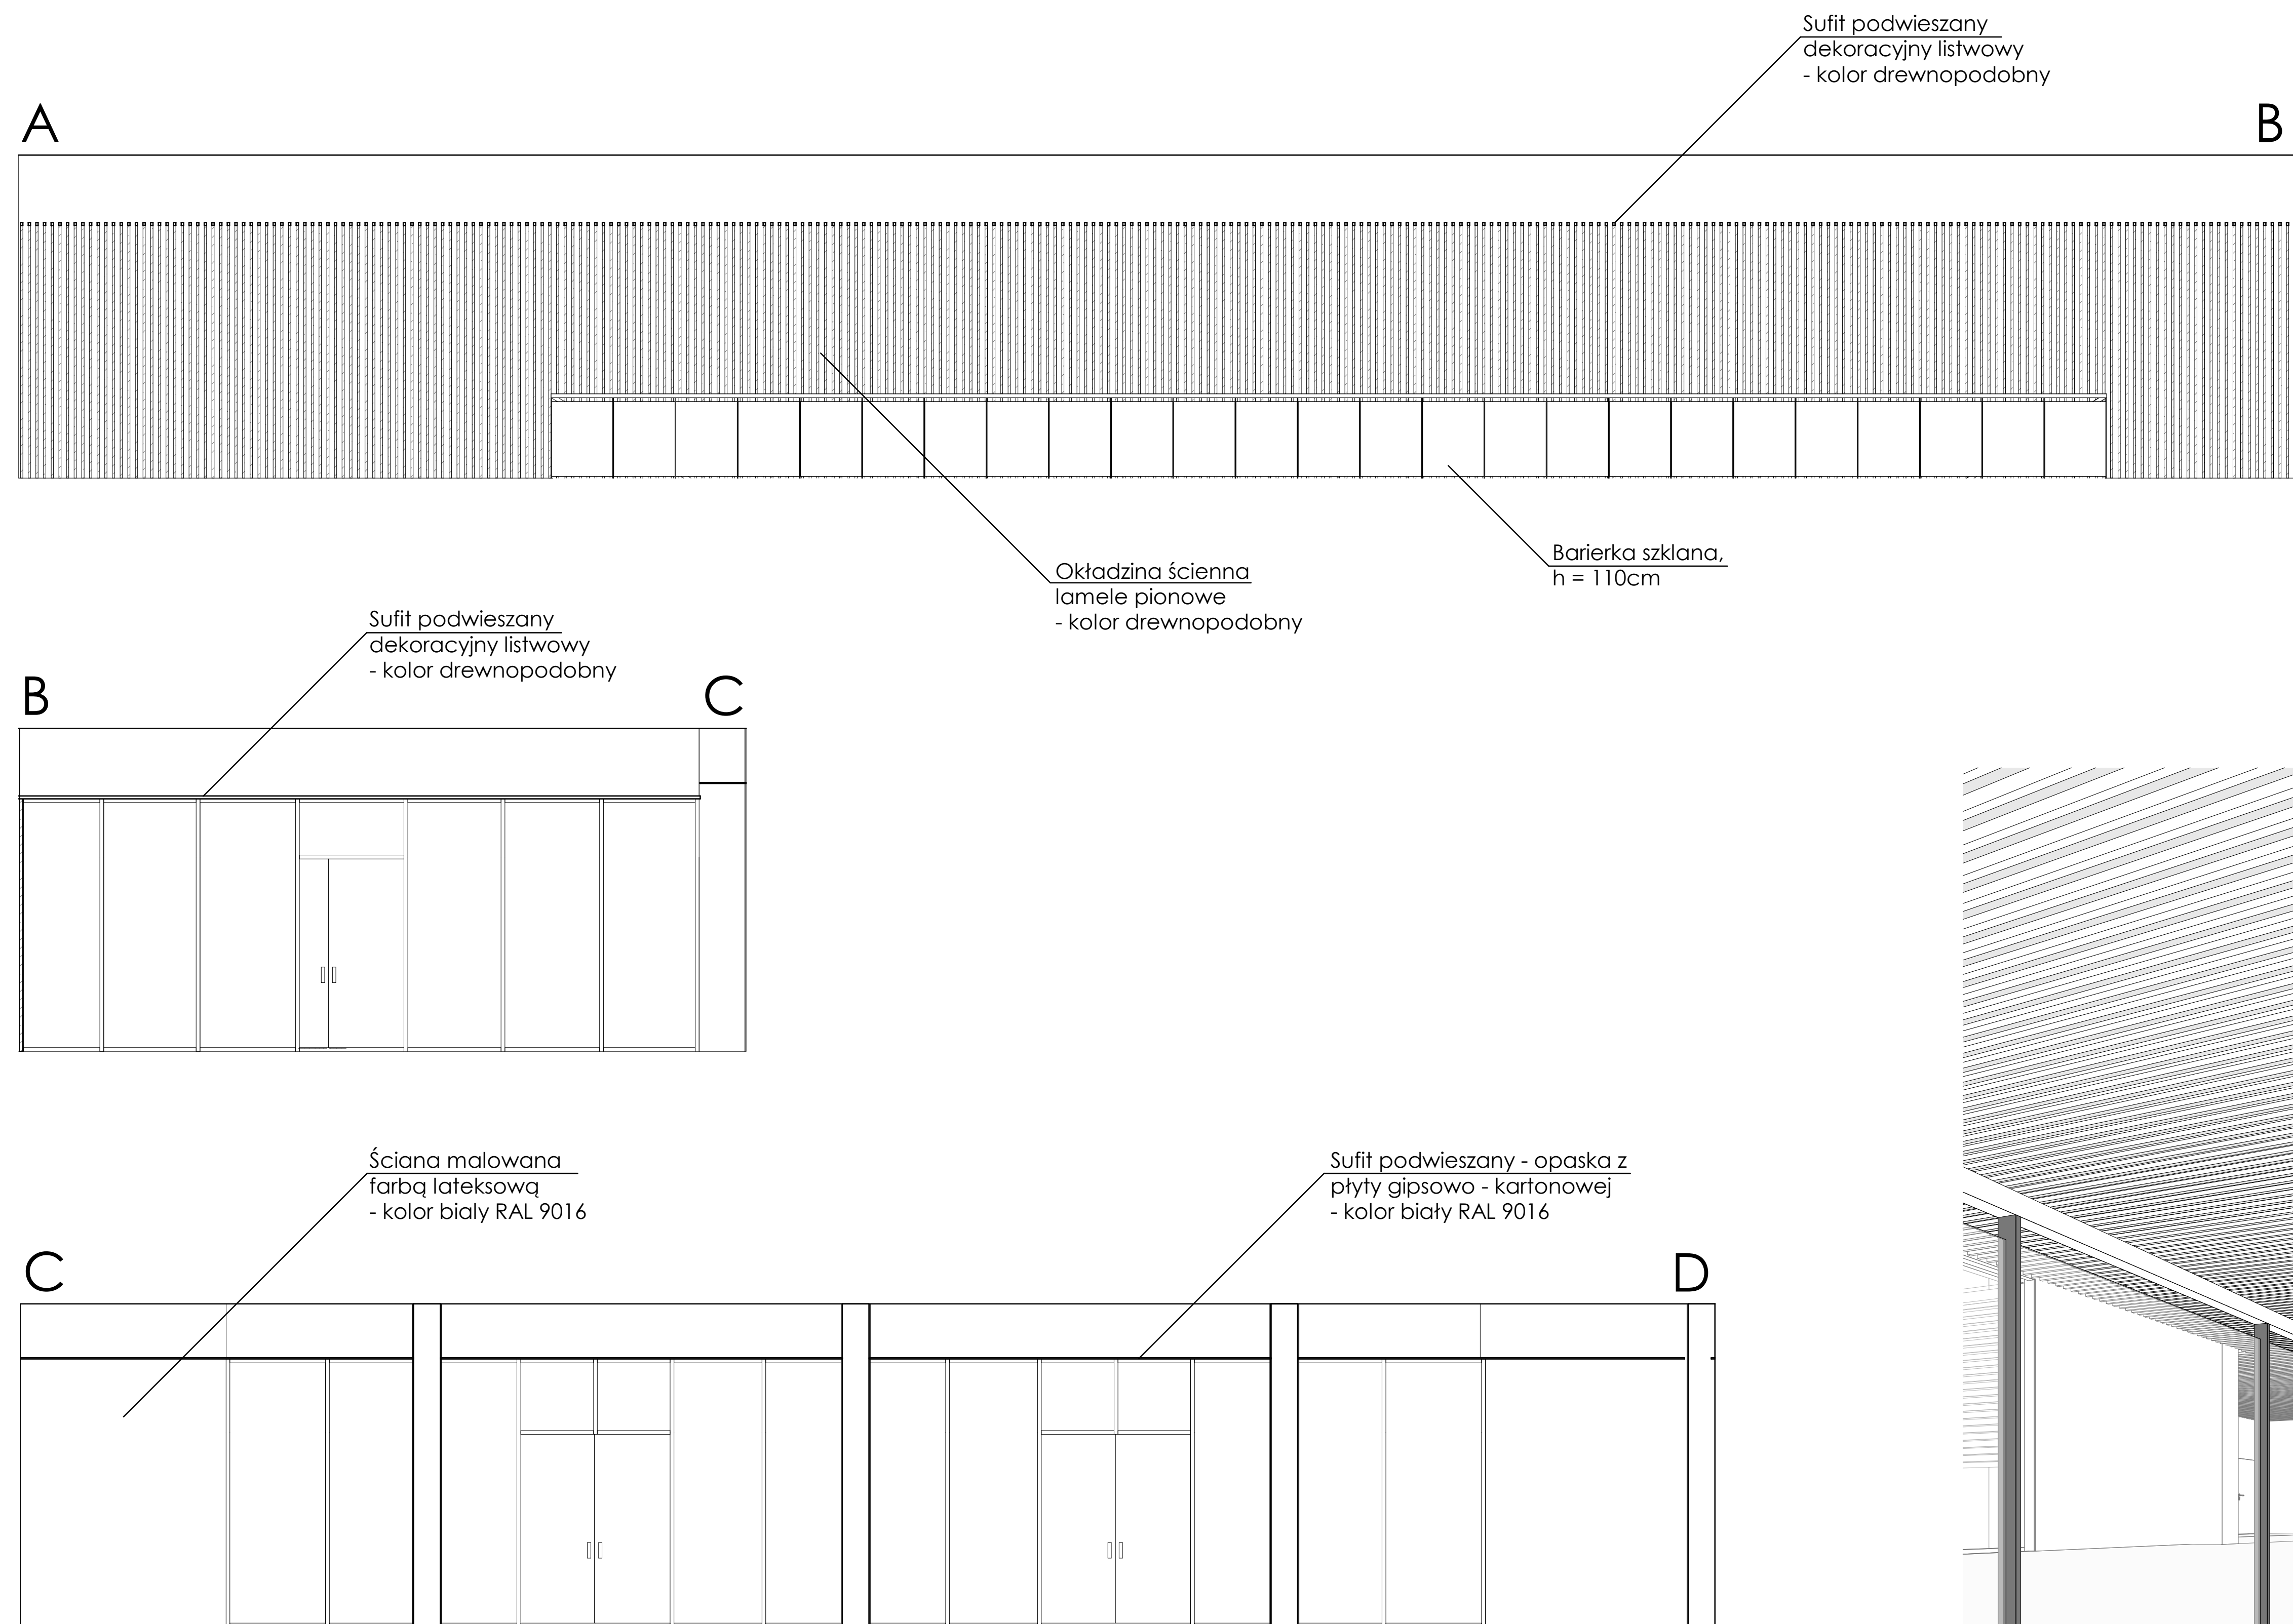 Sufit podwieszany
dekoracyjny listwowy
- kolor drewnopodobny
A
B
Okładzina ścienna
lamele pionowe
- kolor drewnopodobny
Barierka szklana,
h = 110cm
Sufit podwieszany
dekoracyjny listwowy
- kolor drewnopodobny
B
C
Ściana malowana
farbą lateksową
- kolor bialy RAL 9016
Sufit podwieszany - opaska z
płyty gipsowo - kartonowej
- kolor biały RAL 9016
C
D